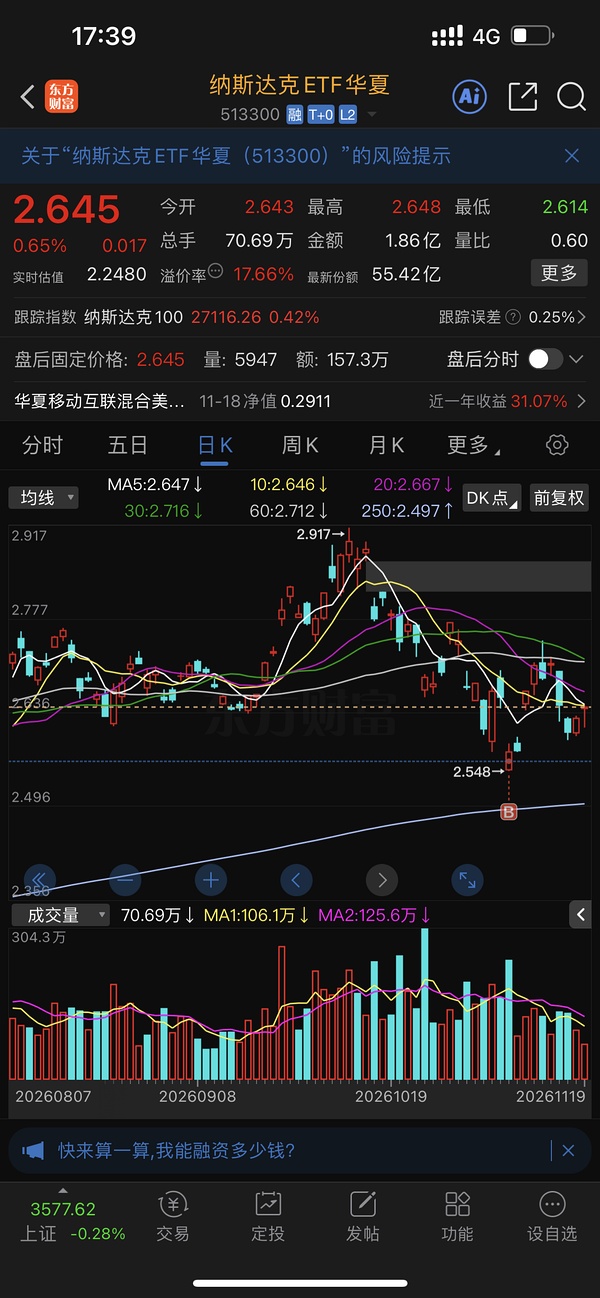 17:39
4G
东方财富
纳斯达克ETF华夏
513300 融 T+0 L2
Ai
关于“纳斯达克ETF华夏（513300）”的风险提示
2.645
0.65% 0.017
今开 2.643 最高 2.648 最低 2.614
总手 70.69万 金额 1.86亿 量比 0.60
实时估值 2.2480 溢价率 17.66% 最新份额 55.42亿 更多
跟踪指数 纳斯达克100 27116.26 0.42% 跟踪误差 ? 0.25%
盘后固定价格: 2.645 量: 5947 额: 157.3万 盘后分时
华夏移动互联混合美... 11-18净值 0.2911 近一年收益 31.07%
分时 五日 日K 周K 月K 更多
均线 MA5:2.647↓ 10:2.646↓ 20:2.667↓
30:2.716↓ 60:2.712↓ 250:2.497↑
DK点 前复权
2.917
2.917→
2.777
2.636
东方财富
2.548→
2.496
B
2.356
成交量 70.69万↓ MA1:106.1万↓ MA2:125.6万↓
304.3万
20260807 20260908 20261019 20261119
快来算一算,我能融资多少钱?
3577.62
上证 -0.28%
交易 定投 发帖 功能 设自选